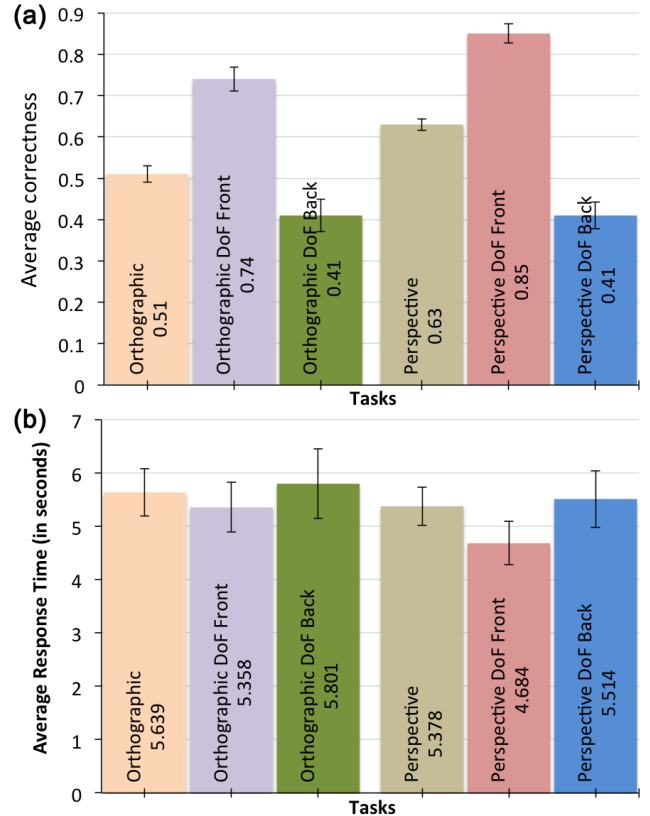 (a)
Average correctness
0.9
0.8
0.7
0.6
0.5
0.4
0.3
0.2
0.1
0
Orthographic
0.51
Orthographic DoF Front
0.74
Orthographic DoF Back
0.41
Perspective
0.63
Perspective DoF Front
0.85
Perspective DoF Back
0.41
Tasks
(b)
Average Response Time (in seconds)
7
6
5
4
3
2
1
0
Orthographic
5.639
Orthographic DoF Front
5.358
Orthographic DoF Back
5.801
Perspective
5.378
Perspective DoF Front
4.684
Perspective DoF Back
5.514
Tasks